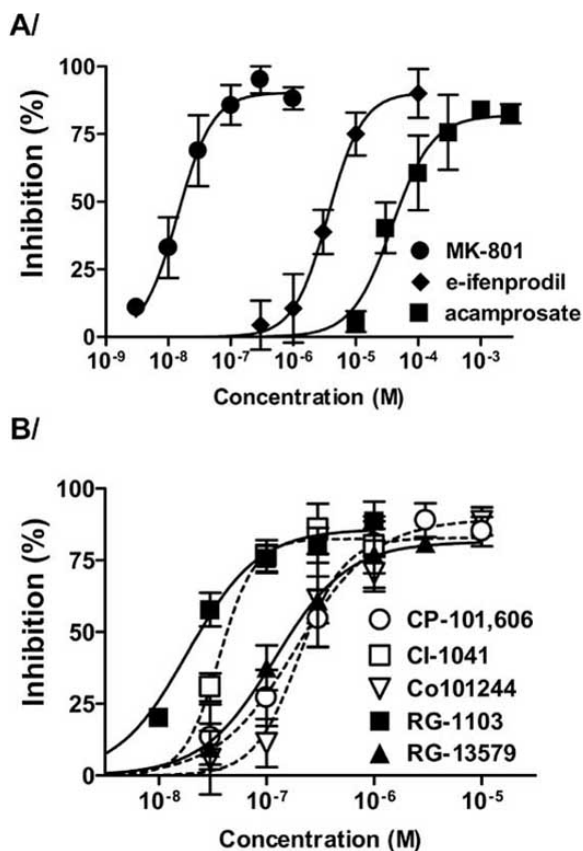 A/
100
75
50
25
0
Inhibition (%)
MK-801
e-ifenprodil
acamprosate
10⁻⁹ 10⁻⁸ 10⁻⁷ 10⁻⁶ 10⁻⁵ 10⁻⁴ 10⁻³
Concentration (M)
B/
100
75
50
25
0
Inhibition (%)
CP-101,606
CI-1041
Co101244
RG-1103
RG-13579
10⁻⁸ 10⁻⁷ 10⁻⁶ 10⁻⁵
Concentration (M)